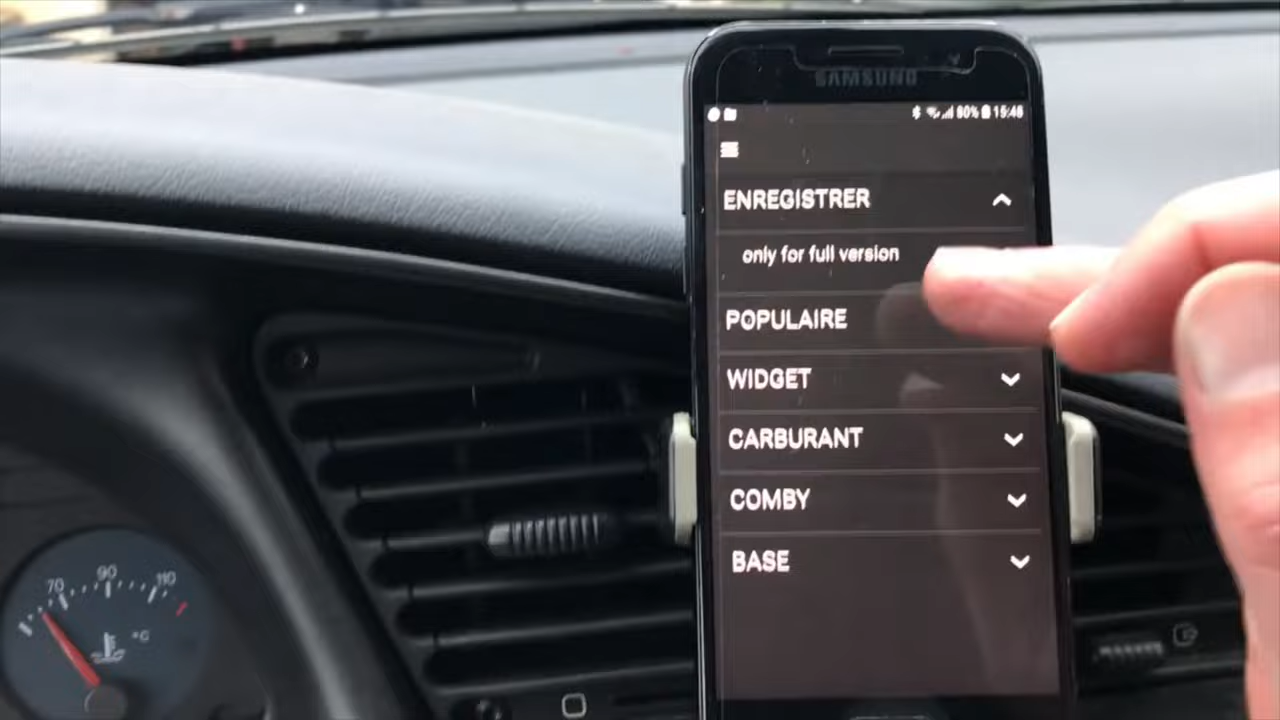 SAMSUNG
80% 15:46
ENREGISTRER
only for full version
POPULAIRE
WIDGET
CARBURANT
COMBY
BASE
70 90 110
°C